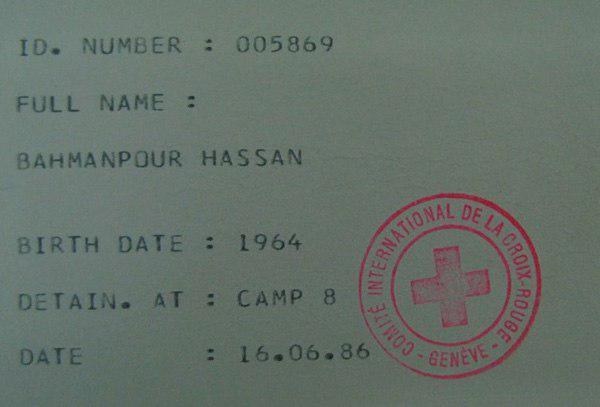 ID. NUMBER : 005869
FULL NAME :
BAHMANPOUR HASSAN
BIRTH DATE : 1964
DETAIN. AT : CAMP 8
DATE : 16.06.86
COMITÉ INTERNATIONAL DE LA CROIX-ROUGE
- GENÈVE -